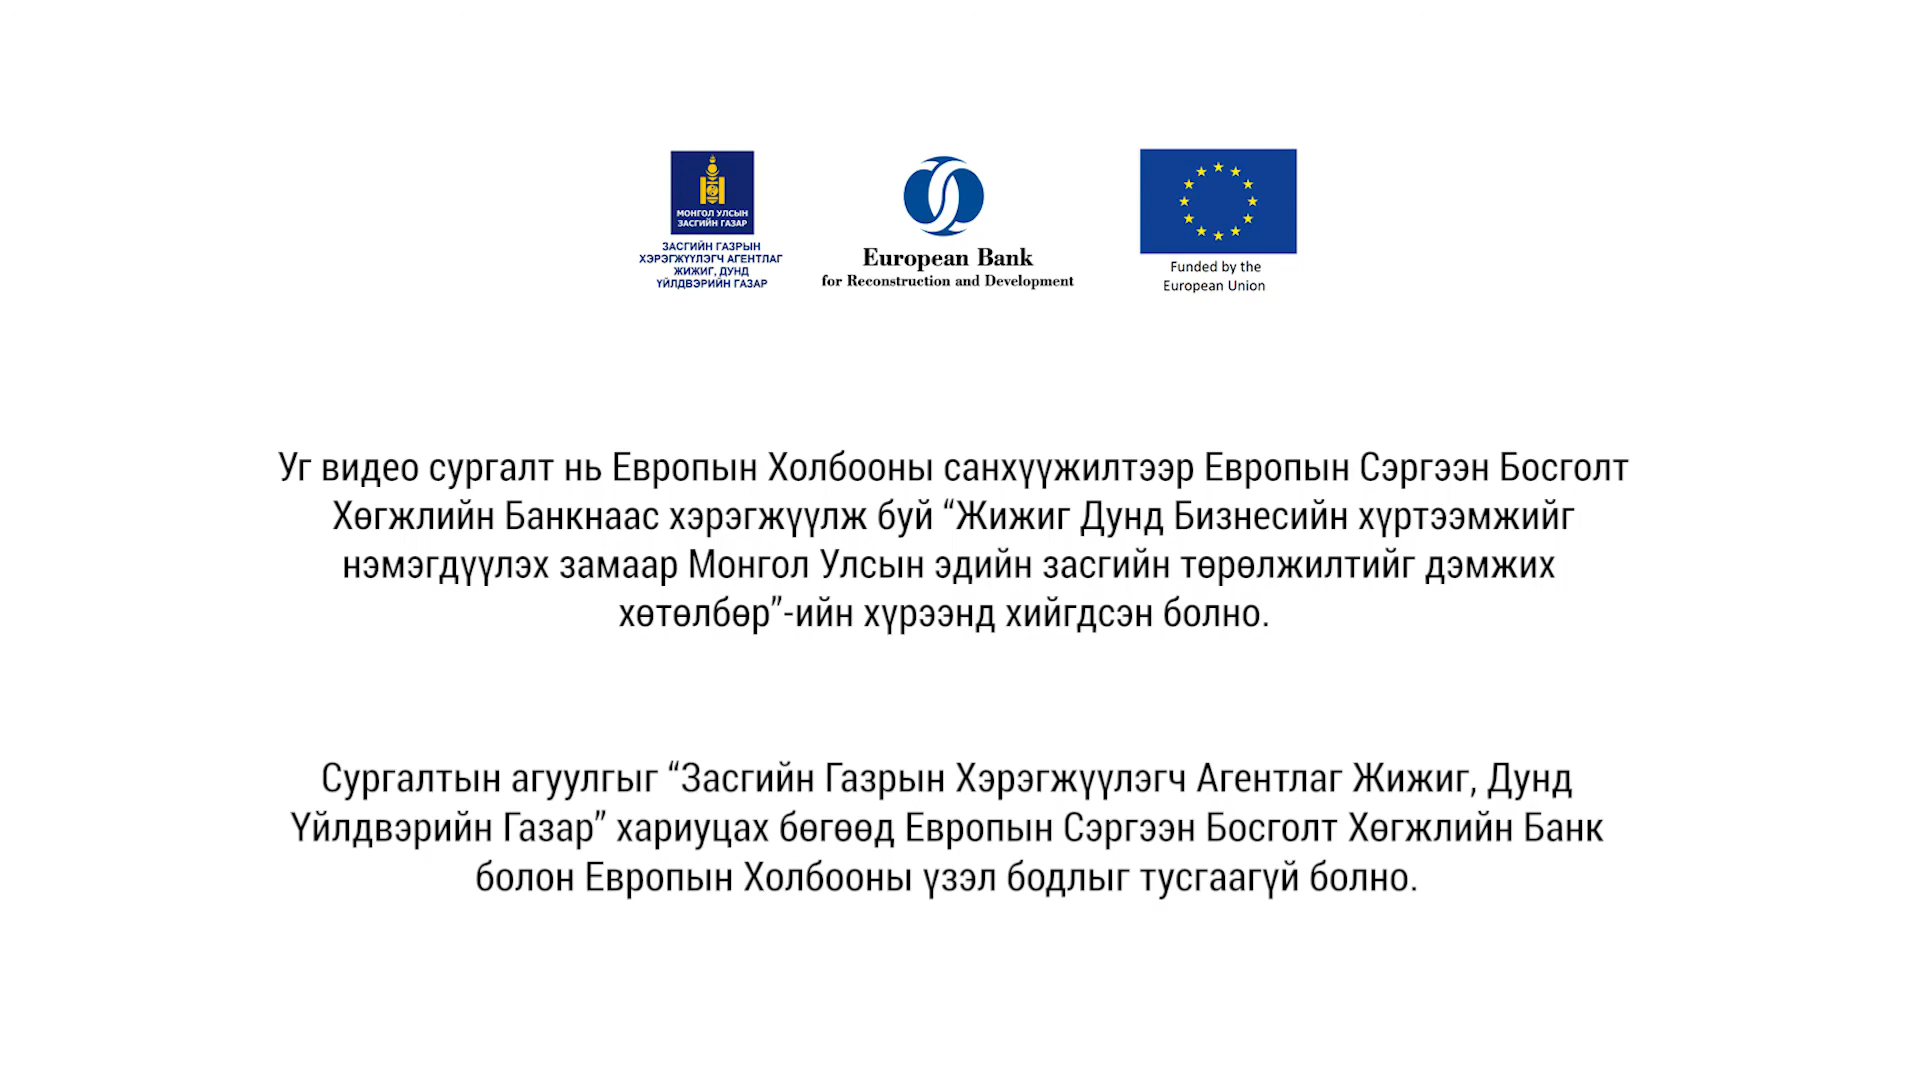 МОНГОЛ УЛСЫН
ЗАСГИЙН ГАЗАР
ЗАСГИЙН ГАЗРЫН
ХЭРЭГЖҮҮЛЭГЧ АГЕНТЛАГ
ЖИЖИГ, ДУНД
ҮЙЛДВЭРИЙН ГАЗАР
European Bank
for Reconstruction and Development
Funded by the
European Union
Уг видео сургалт нь Европын Холбооны санхүүжилтээр Европын Сэргээн Босголт
Хөгжлийн Банкнаас хэрэгжүүлж буй “Жижиг Дунд Бизнесийн хүртээмжийг
нэмэгдүүлэх замаар Монгол Улсын эдийн засгийн төрөлжилтийг дэмжих
хөтөлбөр”-ийн хүрээнд хийгдсэн болно.
Сургалтын агуулгыг “Засгийн Газрын Хэрэгжүүлэгч Агентлаг Жижиг, Дунд
Үйлдвэрийн Газар” хариуцах бөгөөд Европын Сэргээн Босголт Хөгжлийн Банк
болон Европын Холбооны үзэл бодлыг тусгаагүй болно.